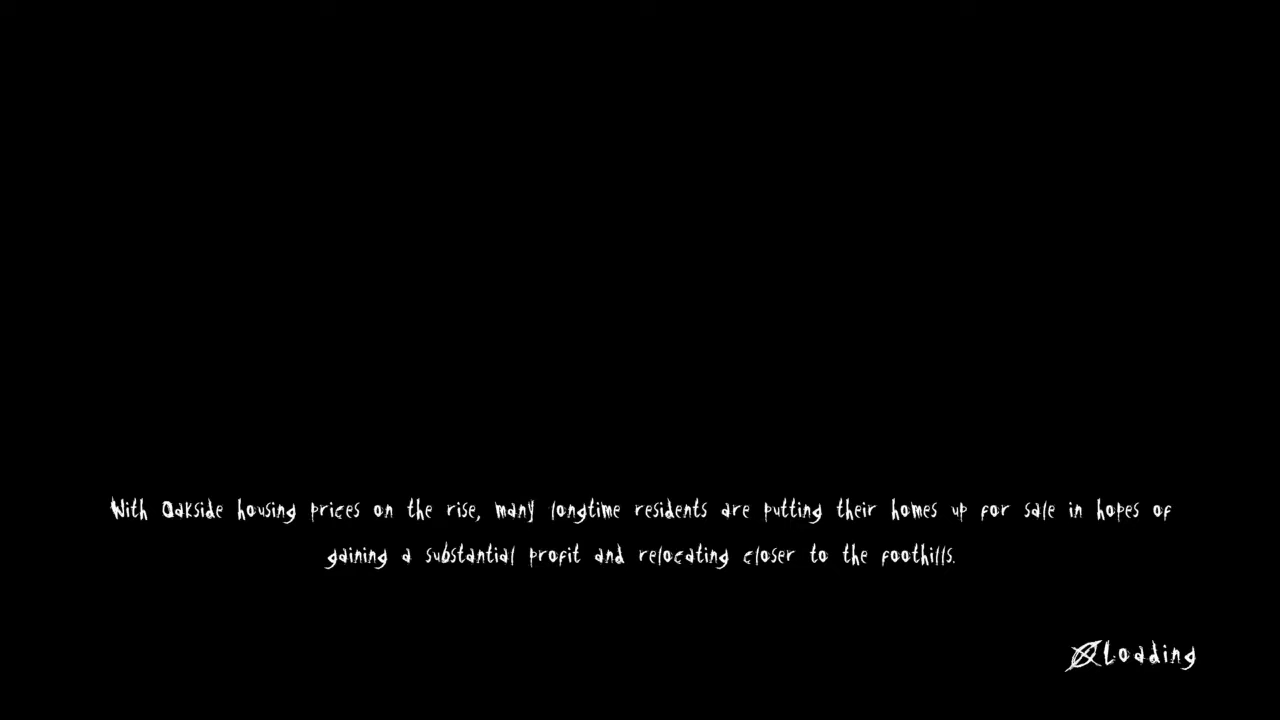 With Oakside housing prices on the rise, many longtime residents are putting their homes up for sale in hopes of
gaining a substantial profit and relocating closer to the foothills.
Loading